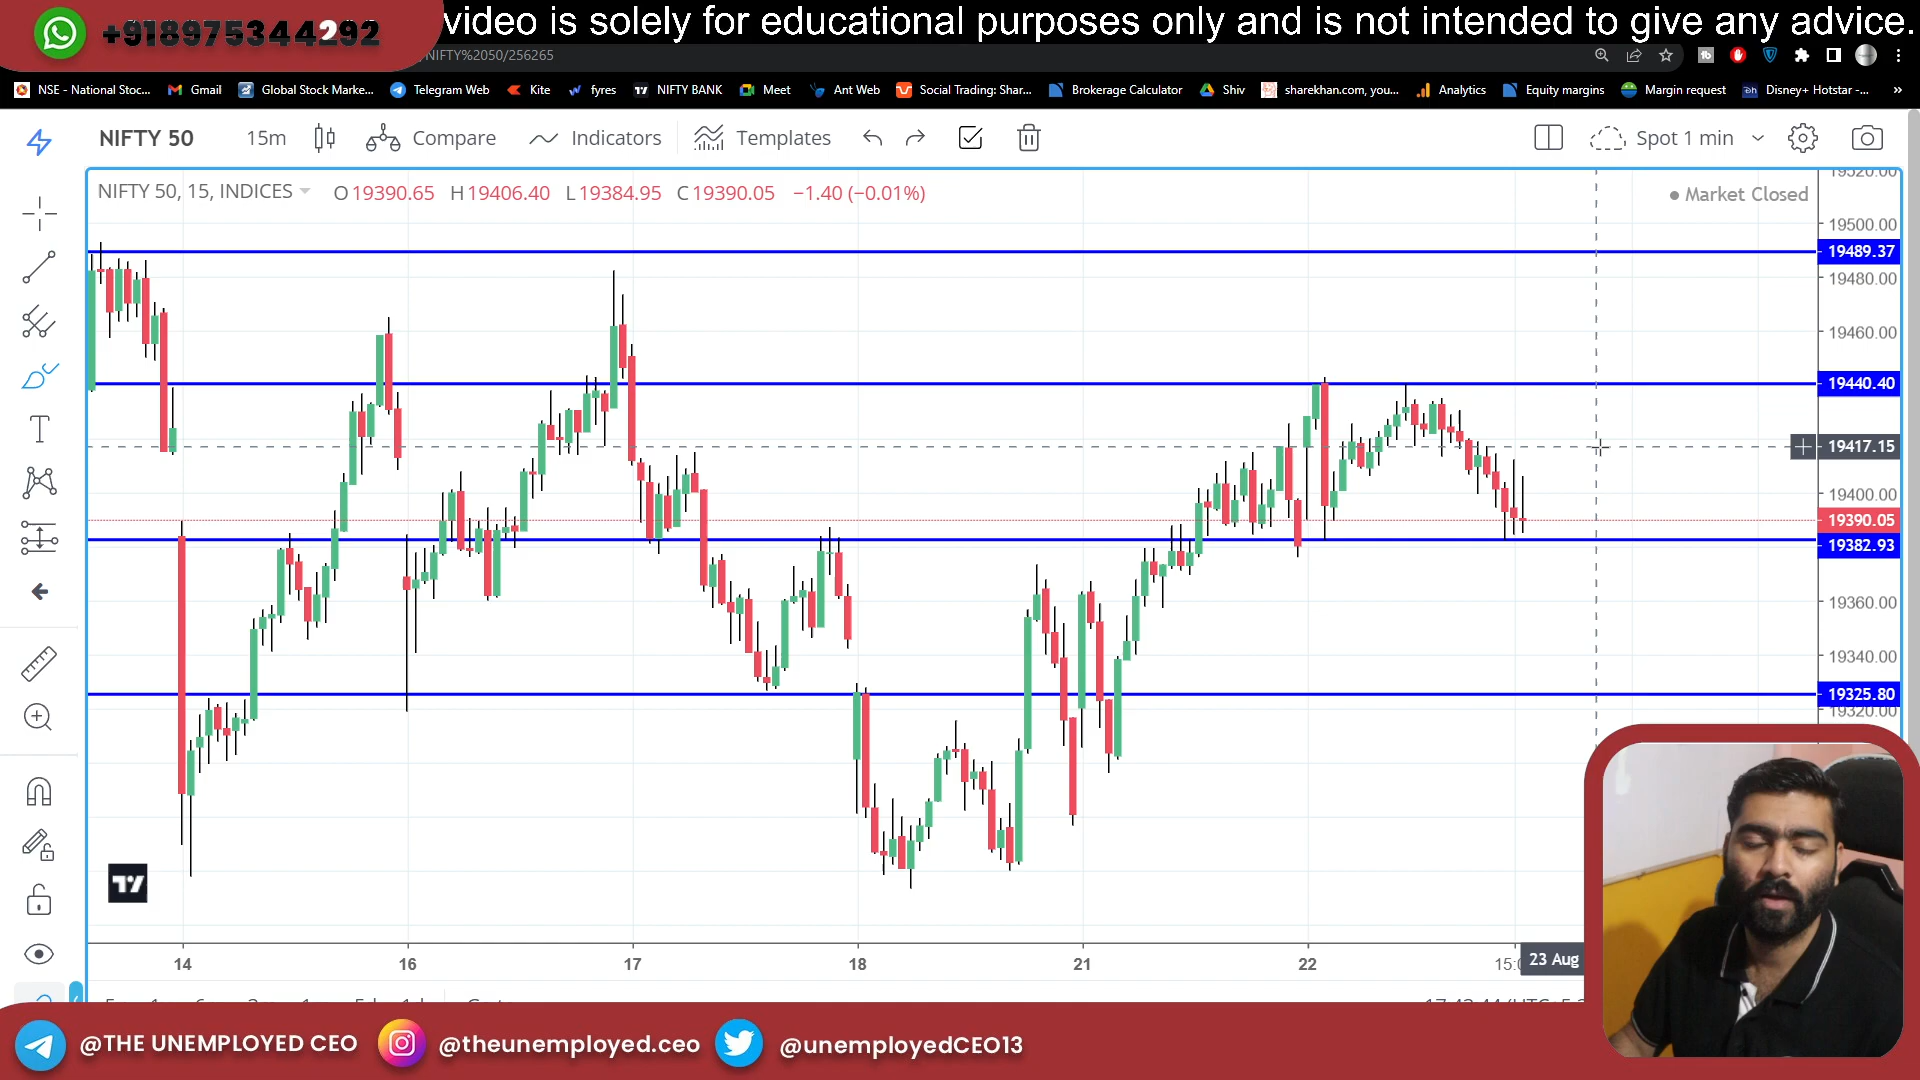 video is solely for educational purposes only and is not intended to give any advice.
+918975344292
/NIFTY%2050/256265
NSE - National Stoc... Gmail Global Stock Marke... Telegram Web Kite fyres NIFTY BANK Meet Ant Web Social Trading: Shar... Brokerage Calculator Shiv sharekhan.com, you... Analytics Equity margins Margin request Disney+ Hotstar -... »
NIFTY 50 15m Compare Indicators Templates Spot 1 min
NIFTY 50, 15, INDICES O19390.65 H19406.40 L19384.95 C19390.05 −1.40 (−0.01%)
Market Closed
19520.00
19500.00
19489.37
19480.00
19460.00
19440.40
19417.15
19400.00
19390.05
19382.93
19360.00
19340.00
19325.80
19320.00
14 16 17 18 21 22 23 Aug
@THE UNEMPLOYED CEO @theunemployed.ceo @unemployedCEO13